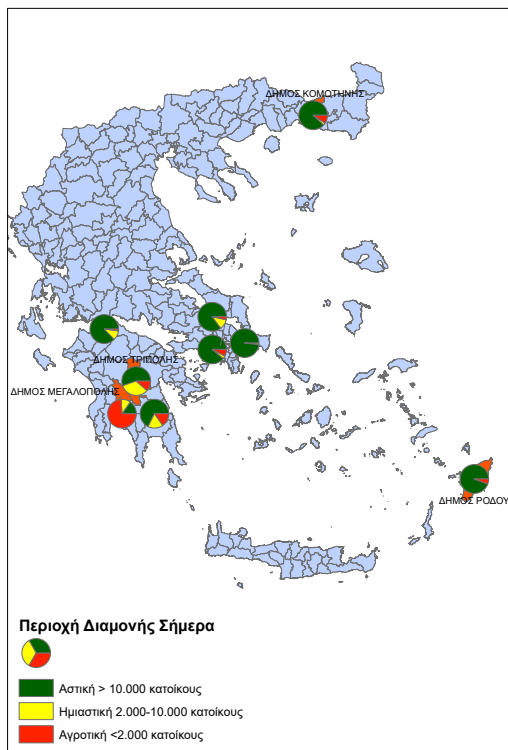 ΔΗΜΟΣ ΚΟΜΟΤΗΝΗΣ
ΔΗΜΟΣ ΤΡΙΠΟΛΗΣ
ΔΗΜΟΣ ΜΕΓΑΛΟΠΟΛΗΣ
ΔΗΜΟΣ ΡΟΔΟΥ
Περιοχή Διαμονής Σήμερα
Αστική > 10.000 κατοίκους
Ημιαστική 2.000-10.000 κατοίκους
Αγροτική <2.000 κατοίκους